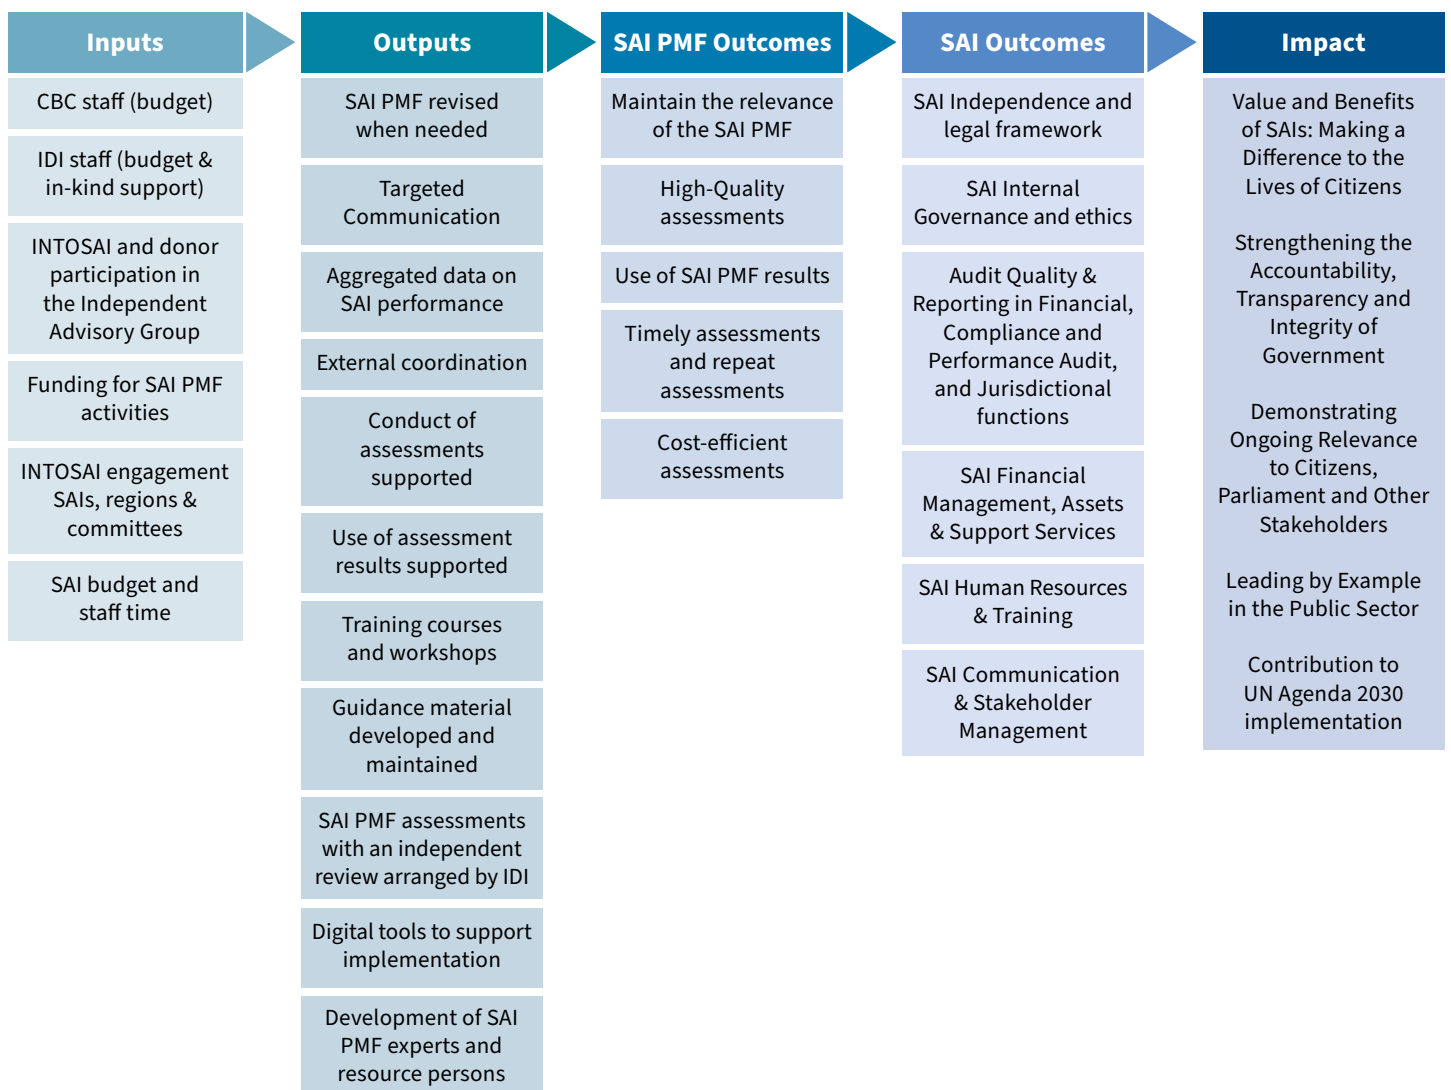 Inputs
CBC staff (budget)
IDI staff (budget &
in-kind support)
INTOSAI and donor
participation in
the Independent
Advisory Group
Funding for SAI PMF
activities
INTOSAI engagement
SAIs, regions &
committees
SAI budget and
staff time
Outputs
SAI PMF revised
when needed
Targeted
Communication
Aggregated data on
SAI performance
External coordination
Conduct of
assessments
supported
Use of assessment
results supported
Training courses
and workshops
Guidance material
developed and
maintained
SAI PMF assessments
with an independent
review arranged by IDI
Digital tools to support
implementation
Development of SAI
PMF experts and
resource persons
SAI PMF Outcomes
Maintain the relevance
of the SAI PMF
High-Quality
assessments
Use of SAI PMF results
Timely assessments
and repeat
assessments
Cost-efficient
assessments
SAI Outcomes
SAI Independence and
legal framework
SAI Internal
Governance and ethics
Audit Quality &
Reporting in Financial,
Compliance and
Performance Audit,
and Jurisdictional
functions
SAI Financial
Management, Assets
& Support Services
SAI Human Resources
& Training
SAI Communication
& Stakeholder
Management
Impact
Value and Benefits
of SAIs: Making a
Difference to the
Lives of Citizens
Strengthening the
Accountability,
Transparency and
Integrity of
Government
Demonstrating
Ongoing Relevance
to Citizens,
Parliament and Other
Stakeholders
Leading by Example
in the Public Sector
Contribution to
UN Agenda 2030
implementation